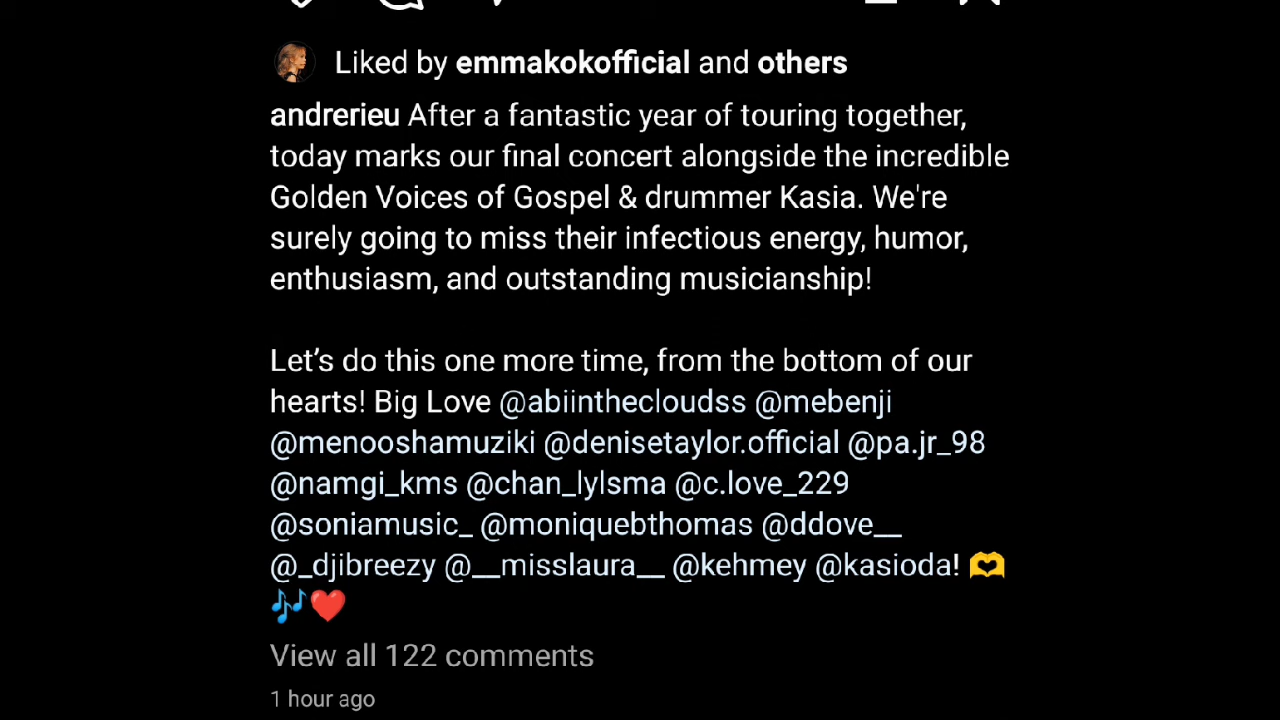 Liked by emmakokofficial and others
andrerieu After a fantastic year of touring together,
today marks our final concert alongside the incredible
Golden Voices of Gospel & drummer Kasia. We're
surely going to miss their infectious energy, humor,
enthusiasm, and outstanding musicianship!
Let’s do this one more time, from the bottom of our
hearts! Big Love @abiinthecloudss @mebenji
@menooshamuziki @denisetaylor.official @pa.jr_98
@namgi_kms @chan_lylsma @c.love_229
@soniamusic_ @moniquebthomas @ddove__
@_djibreezy @__misslaura__ @kehmey @kasioda! 🫶
🎶❤️
View all 122 comments
1 hour ago